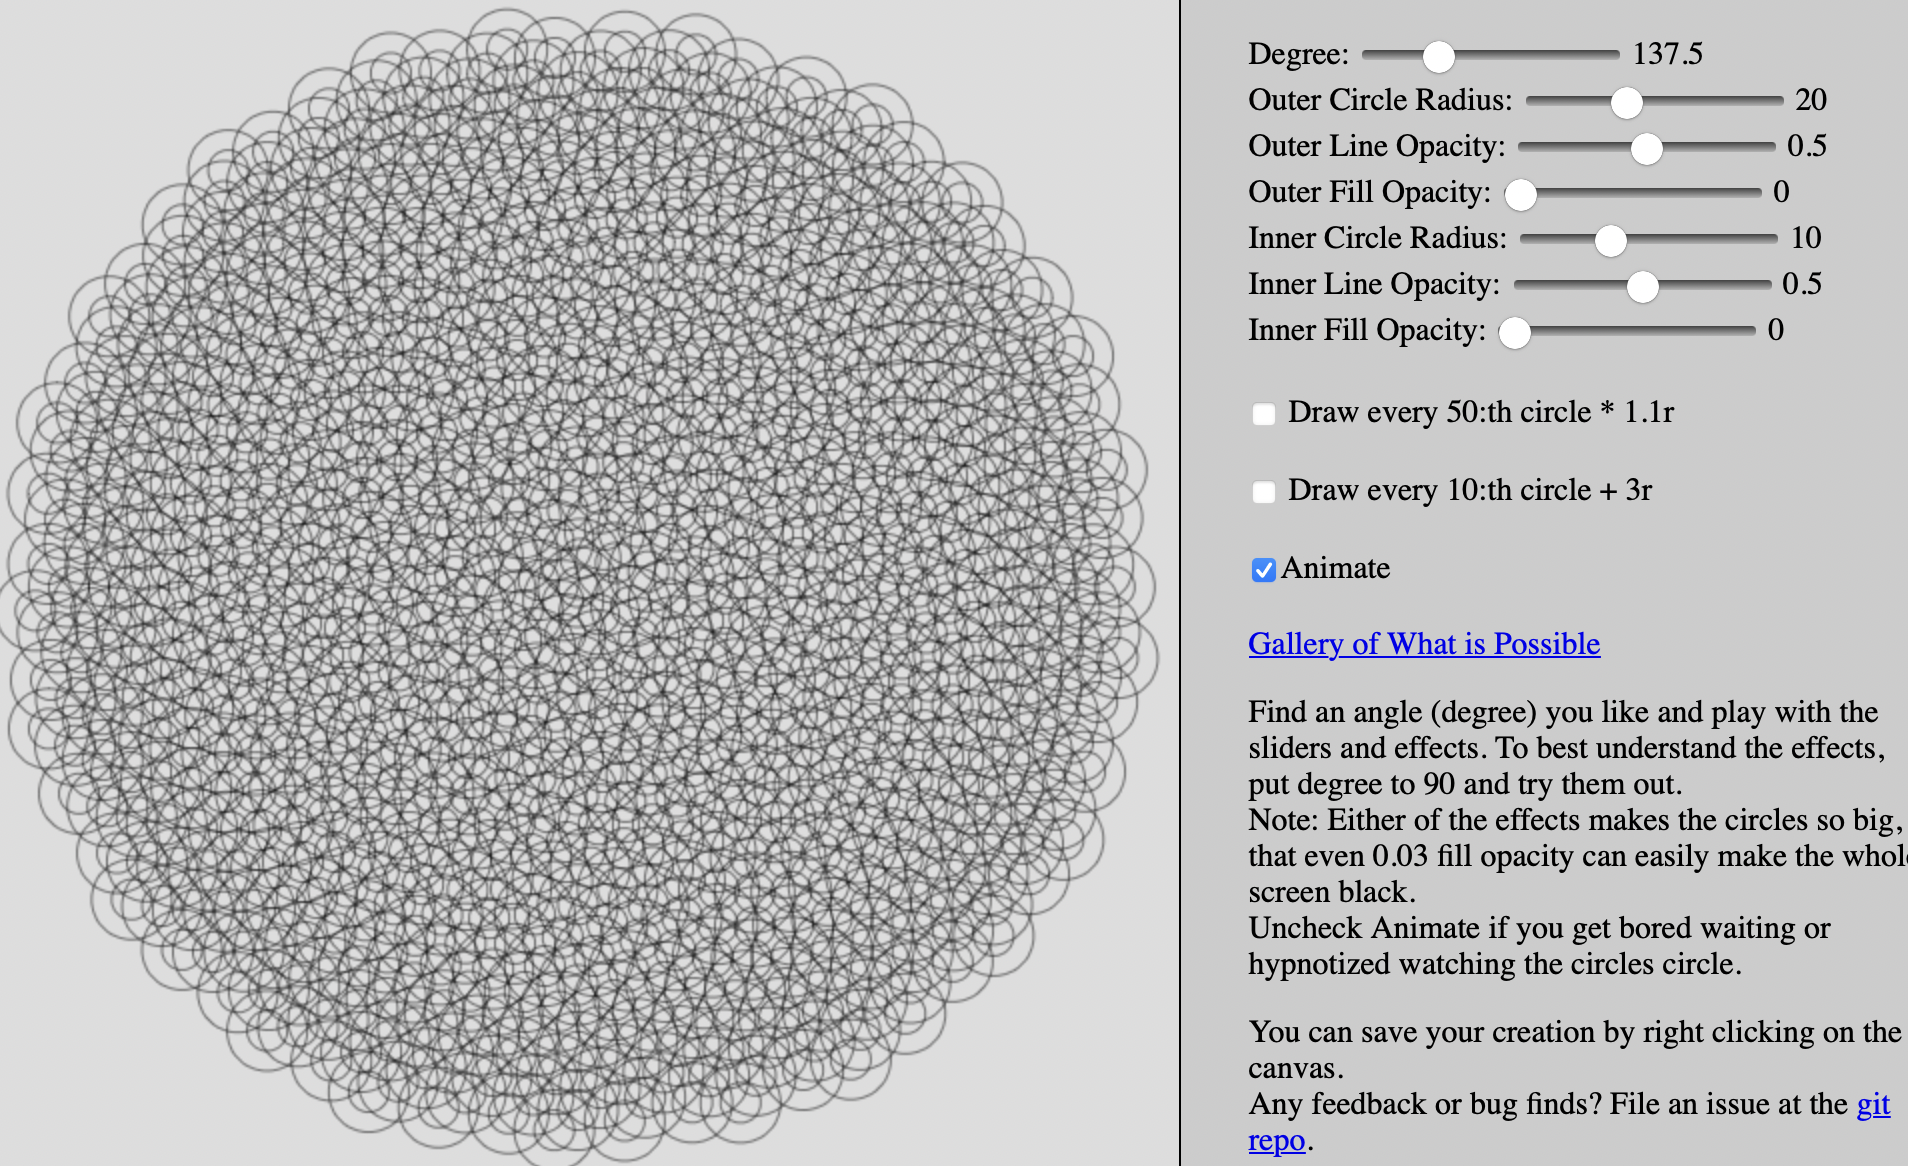 Degree: 137.5
Outer Circle Radius: 20
Outer Line Opacity: 0.5
Outer Fill Opacity: 0
Inner Circle Radius: 10
Inner Line Opacity: 0.5
Inner Fill Opacity: 0
Draw every 50:th circle * 1.1r
Draw every 10:th circle + 3r
Animate
Gallery of What is Possible
Find an angle (degree) you like and play with the
sliders and effects. To best understand the effects,
put degree to 90 and try them out.
Note: Either of the effects makes the circles so big,
that even 0.03 fill opacity can easily make the whole
screen black.
Uncheck Animate if you get bored waiting or
hypnotized watching the circles circle.
You can save your creation by right clicking on the
canvas.
Any feedback or bug finds? File an issue at the git
repo.